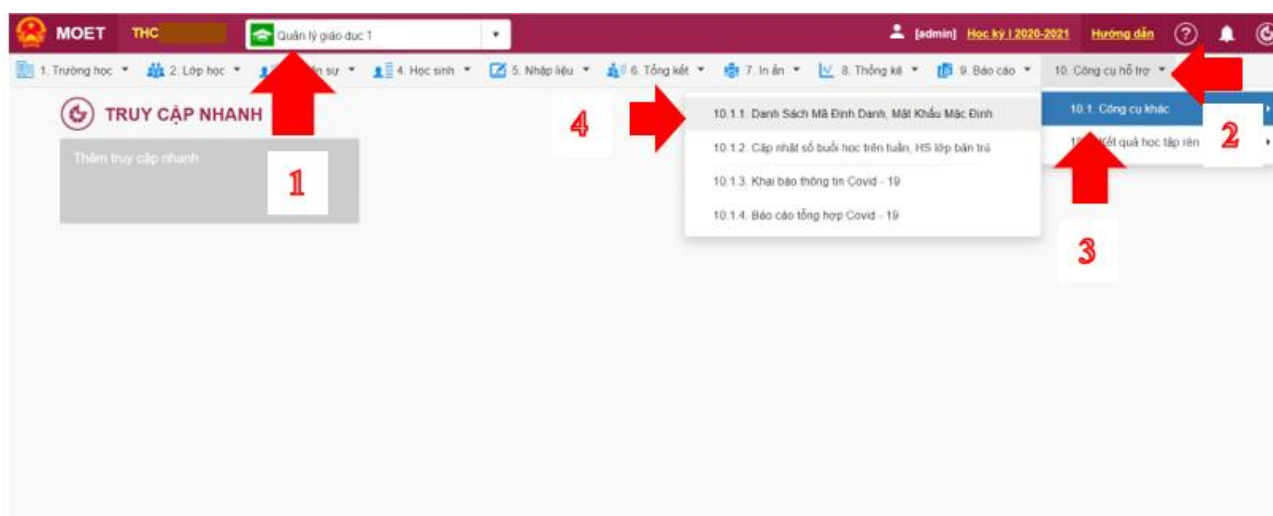 MOET THC Quản lý giáo dục 1 [admin] Học kỳ I 2020-2021 Hướng dẫn ?
1. Trường học 2. Lớp học sự 4. Học sinh 5. Nhập liệu 6. Tổng kết 7. In ấn 8. Thống kê 9. Báo cáo 10. Công cụ hỗ trợ
TRUY CẬP NHANH
Thêm truy cập nhanh
1
4
10.1.1. Danh Sách Mã Định Danh, Mật Khẩu Mặc Định
10.1.2. Cập nhật số buổi học trên tuần, HS lớp bán trú
10.1.3. Khai báo thông tin Covid - 19
10.1.4. Báo cáo tổng hợp Covid - 19
10.1. Công cụ khác
Kết quả học tập rèn
2
3